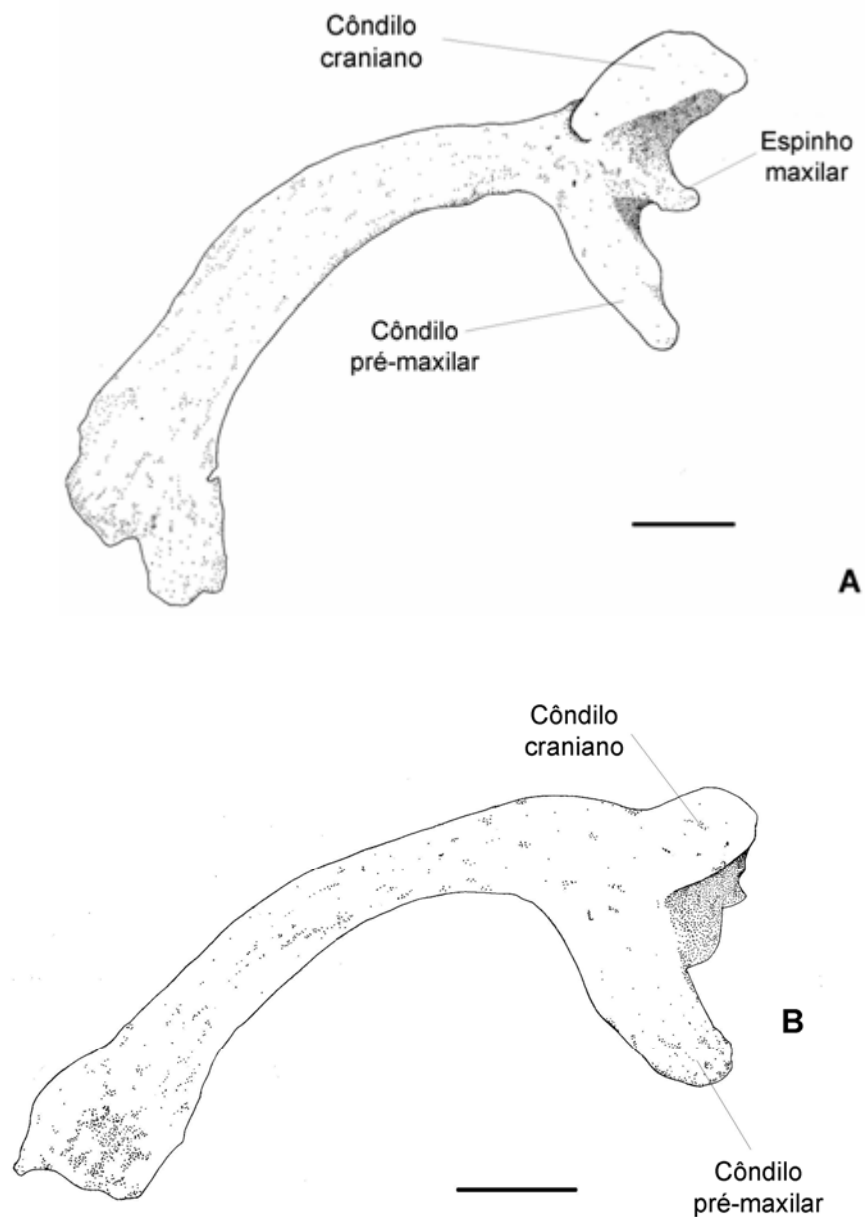 Côndilo
craniano
Espinho
maxilar
Côndilo
pré-maxilar
A
Côndilo
craniano
B
Côndilo
pré-maxilar